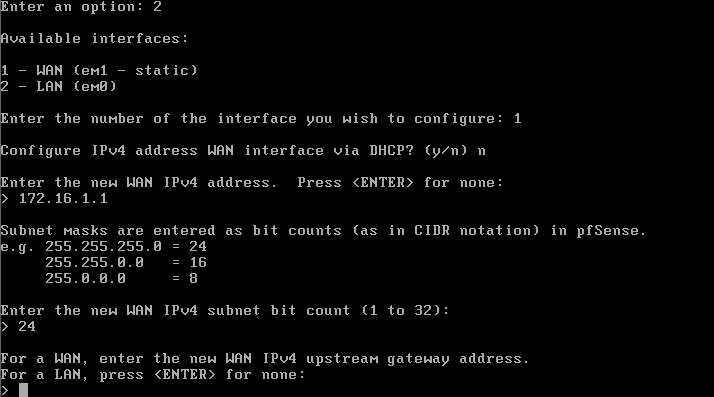 Enter an option: 2
Available interfaces:
1 - WAN (em1 - static)
2 - LAN (em0)
Enter the number of the interface you wish to configure: 1
Configure IPv4 address WAN interface via DHCP? (y/n) n
Enter the new WAN IPv4 address.  Press <ENTER> for none:
> 172.16.1.1
Subnet masks are entered as bit counts (as in CIDR notation) in pfSense.
e.g. 255.255.255.0 = 24
     255.255.0.0   = 16
     255.0.0.0     = 8
Enter the new WAN IPv4 subnet bit count (1 to 32):
> 24
For a WAN, enter the new WAN IPv4 upstream gateway address.
For a LAN, press <ENTER> for none:
>